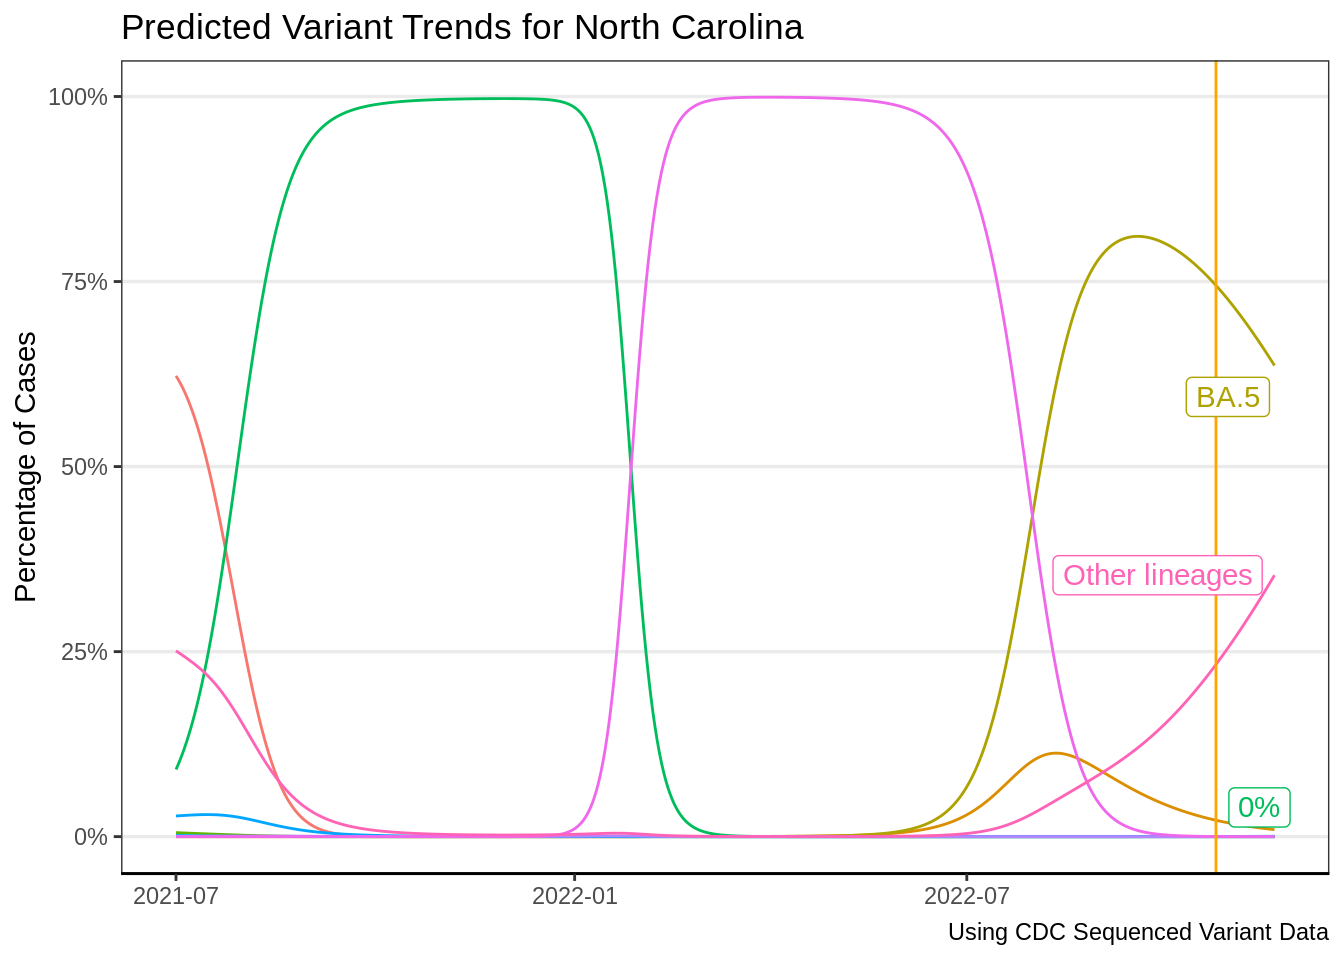 Predicted Variant Trends for North Carolina
Percentage of Cases
100%
75%
50%
25%
0%
BA.5
Other lineages
0%
2021-07
2022-01
2022-07
Using CDC Sequenced Variant Data